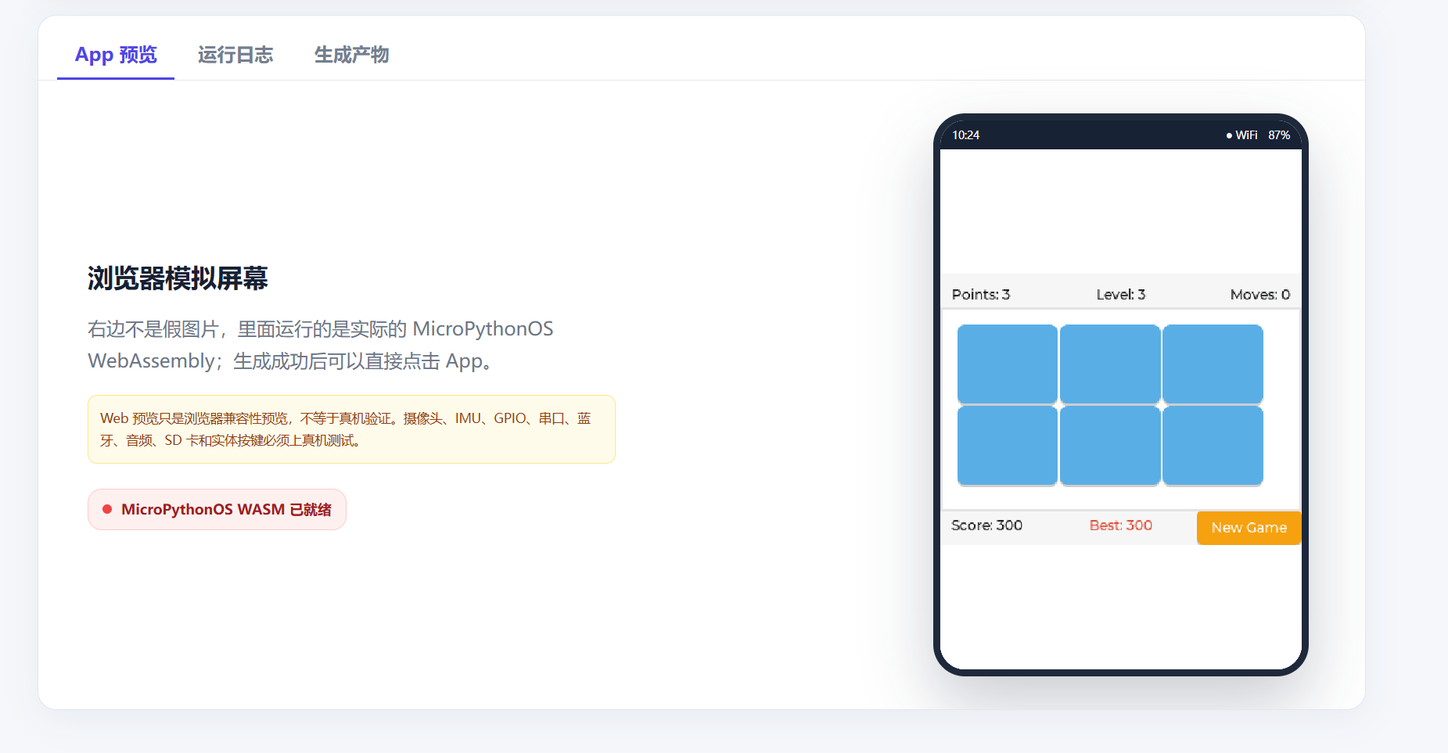 App 预览 运行日志 生成产物
浏览器模拟屏幕
右边不是假图片，里面运行的是实际的 MicroPythonOS
WebAssembly；生成成功后可以直接点击 App。
Web 预览只是浏览器兼容性预览，不等于真机验证。摄像头、IMU、GPIO、串口、蓝
牙、音频、SD 卡和实体按键必须上真机测试。
MicroPythonOS WASM 已就绪
10:24 WiFi 87%
Points: 3 Level: 3 Moves: 0
Score: 300 Best: 300 New Game